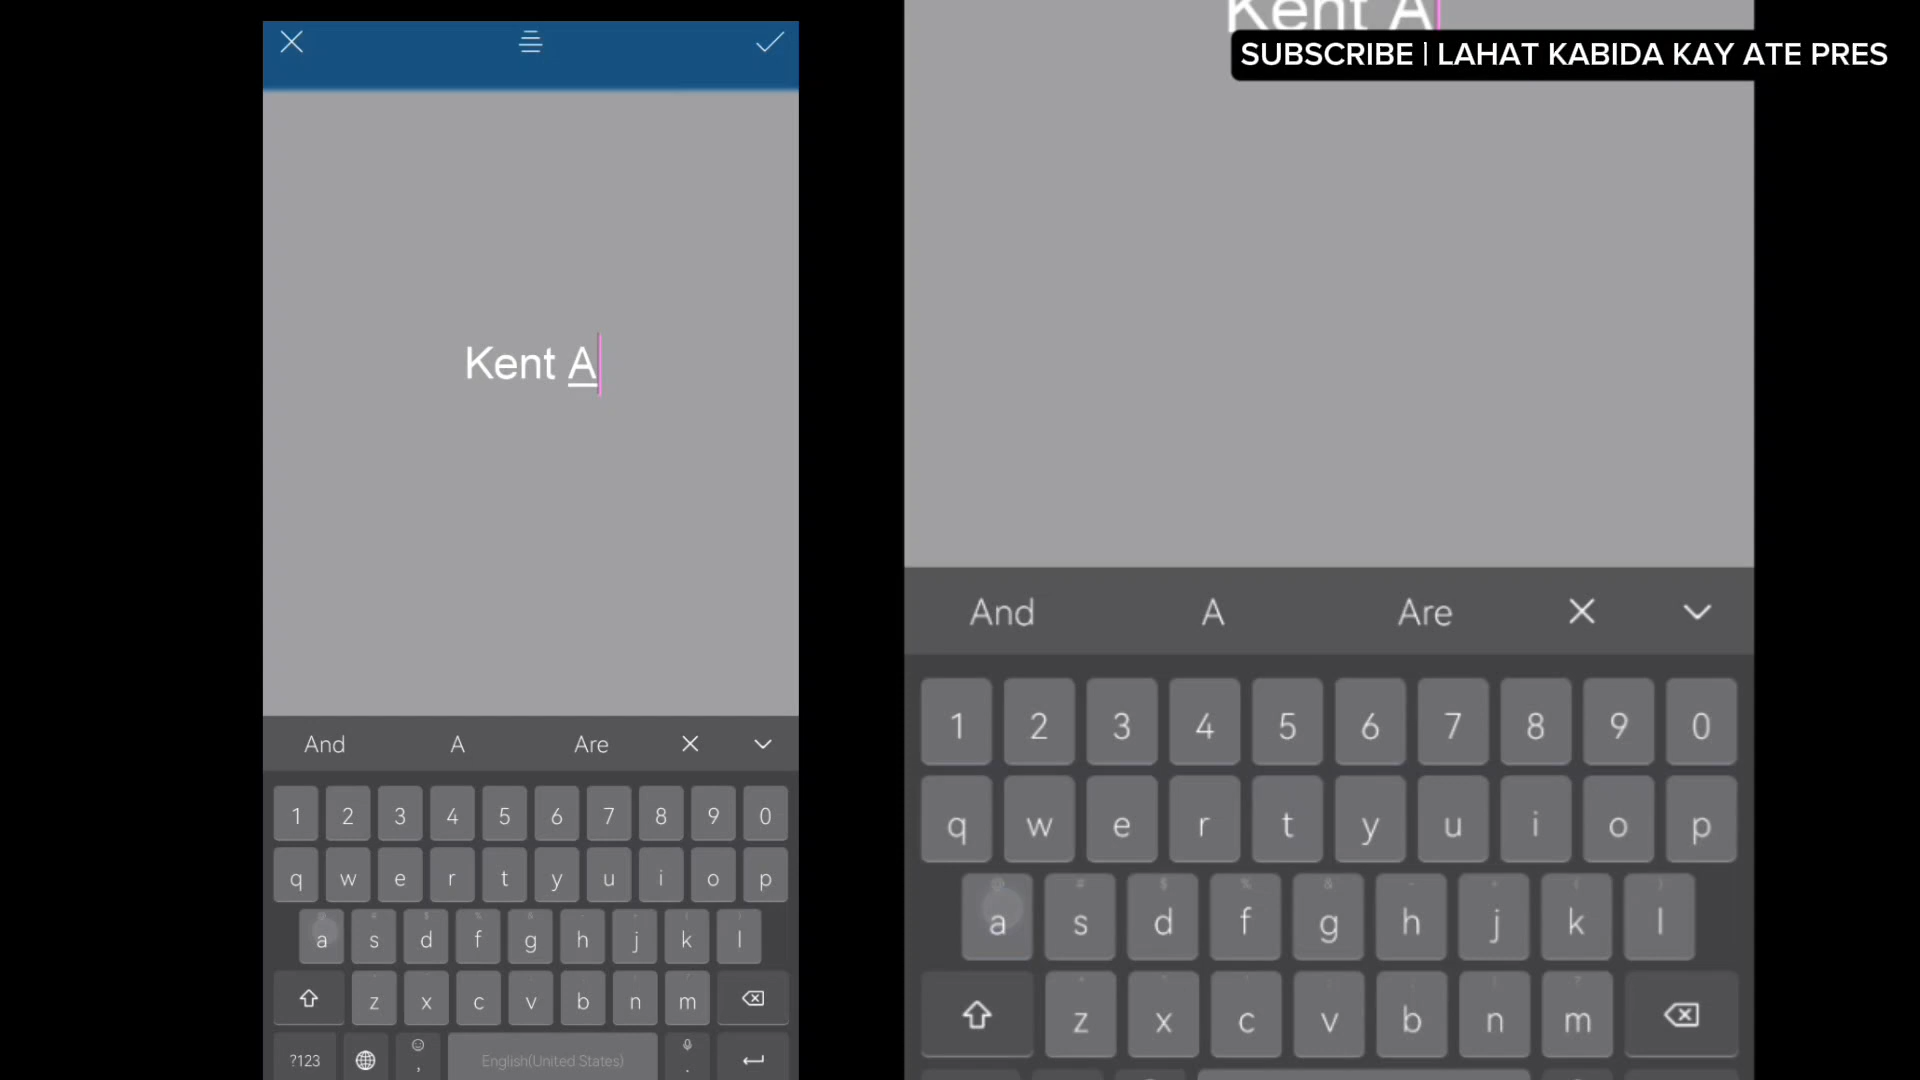 Kent A
And A Are
1 2 3 4 5 6 7 8 9 0
q w e r t y u i o p
a s d f g h j k l
z x c v b n m
?123 , English(United States) .
Kent A
SUBSCRIBE | LAHAT KABIDA KAY ATE PRES
And A Are
1 2 3 4 5 6 7 8 9 0
q w e r t y u i o p
a s d f g h j k l
z x c v b n m